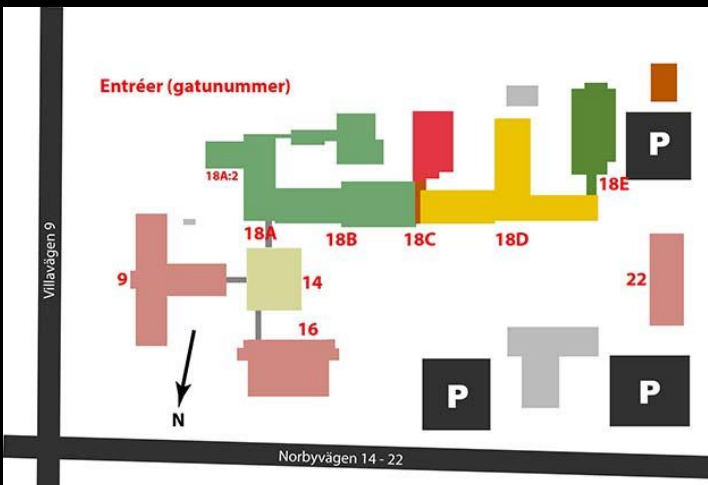 Entréer (gatunummer)
P
18A:2
18E
18A
18B
18C
18D
Villavägen 9
9
14
22
16
P
P
N
Norbyvägen 14 - 22